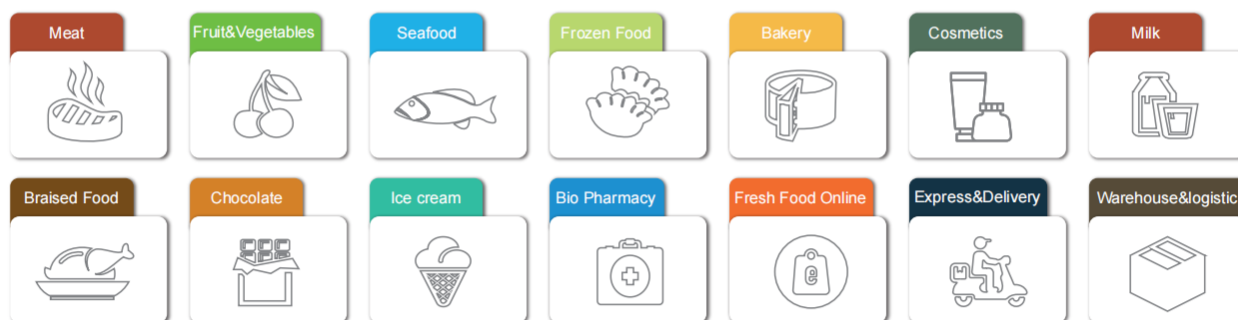 Meat
Fruit&Vegetables
Seafood
Frozen Food
Bakery
Cosmetics
Milk
Braised Food
Chocolate
Ice cream
Bio Pharmacy
Fresh Food Online
Express&Delivery
Warehouse&logistic
e